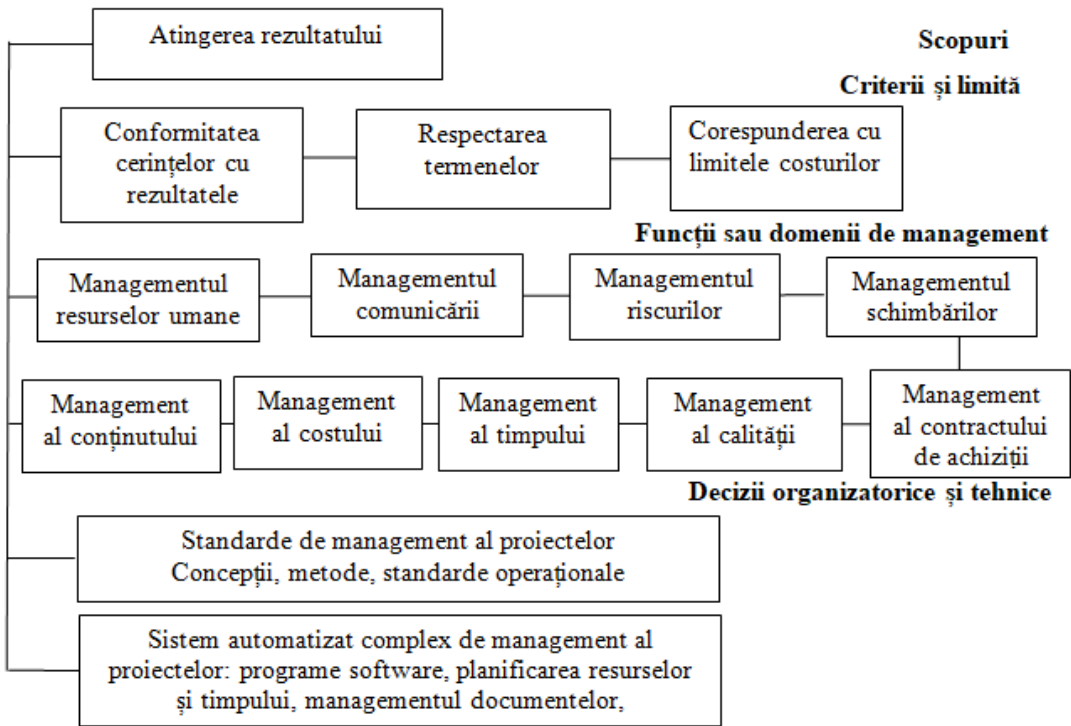 Atingerea rezultatului
Scopuri
Criterii și limită
Conformitatea
cerințelor cu
rezultatele
Respectarea
termenelor
Corespunderea cu
limitele costurilor
Funcții sau domenii de management
Managementul
resurselor umane
Managementul
comunicării
Managementul
riscurilor
Managementul
schimbărilor
Management
al conținutului
Management
al costului
Management
al timpului
Management
al calității
Management
al contractului
de achiziții
Decizii organizatorice și tehnice
Standarde de management al proiectelor
Concepții, metode, standarde operaționale
Sistem automatizat complex de management al
proiectelor: programe software, planificarea resurselor
și timpului, managementul documentelor,